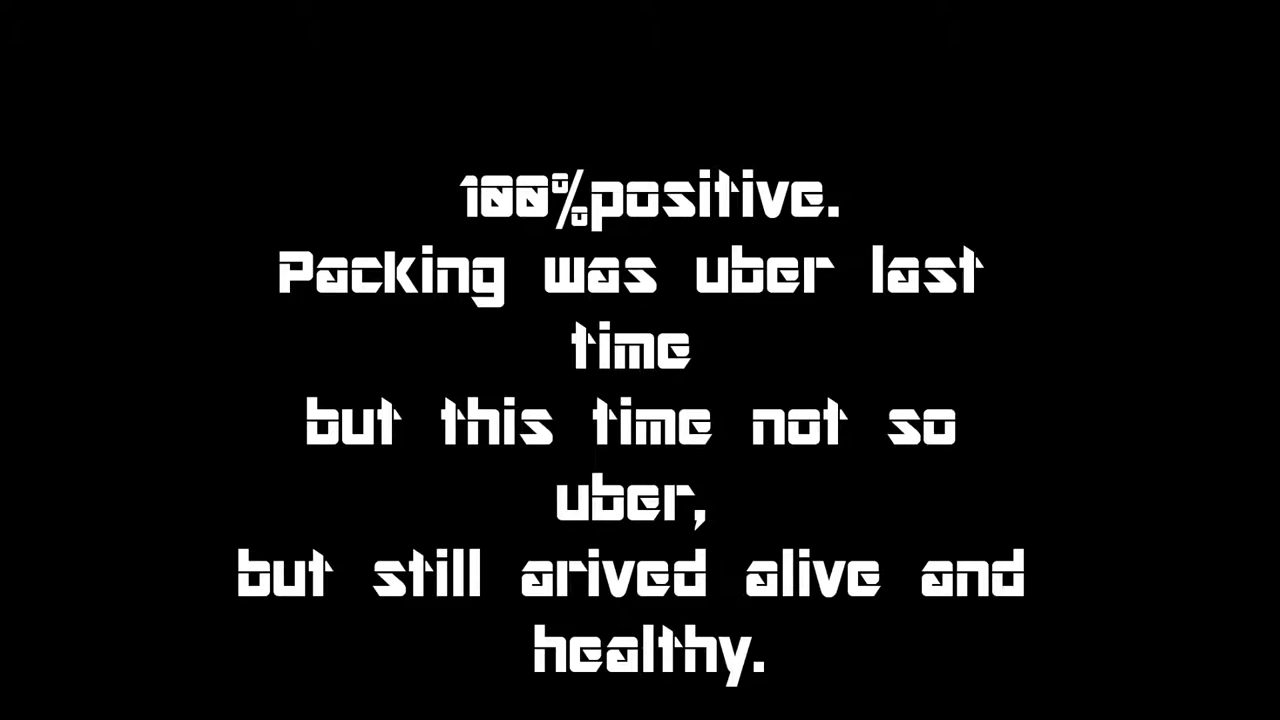 100%positive.
Packing was uber last
time
but this time not so
uber,
but still arived alive and
healthy.